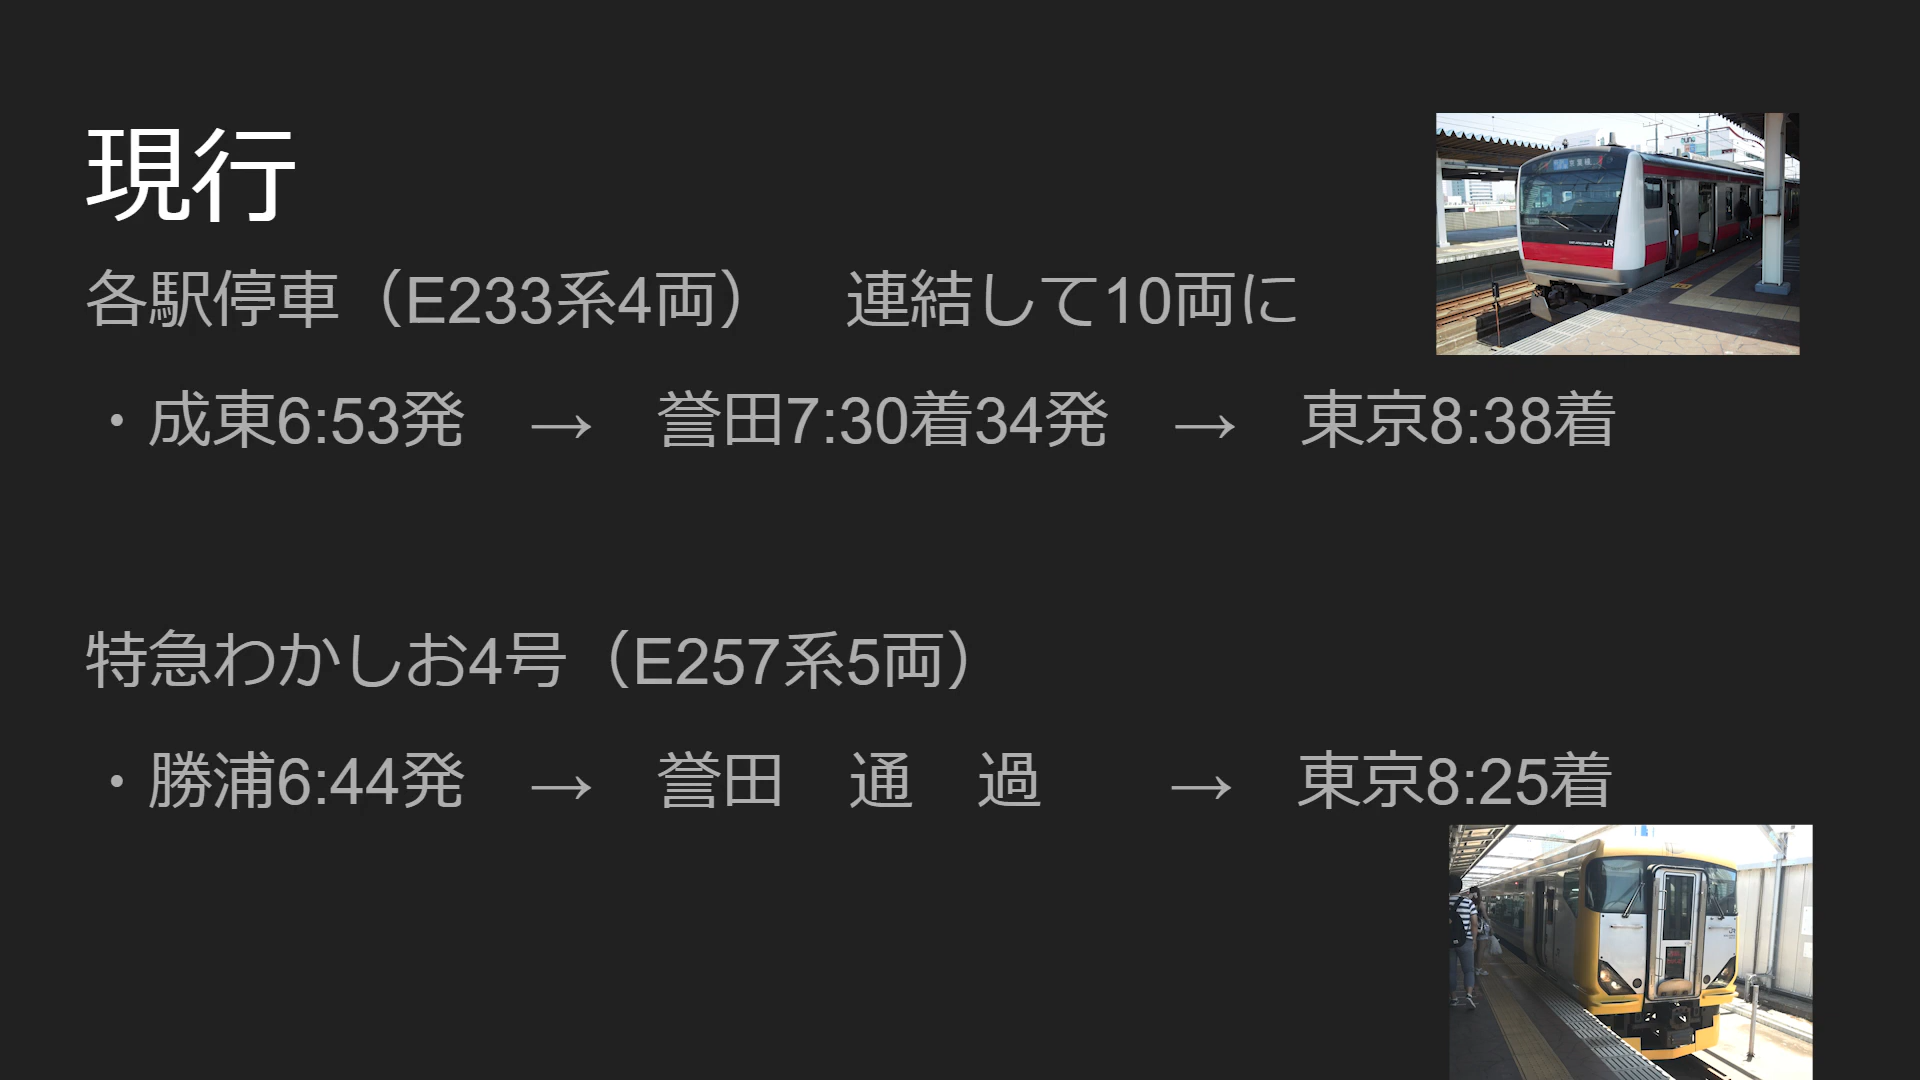 現行
各駅停車（E233系4両）　連結して10両に
・成東6:53発　→　誉田7:30着34発　→　東京8:38着
特急わかしお4号（E257系5両）
・勝浦6:44発　→　誉田　通　過　　→　東京8:25着
JR